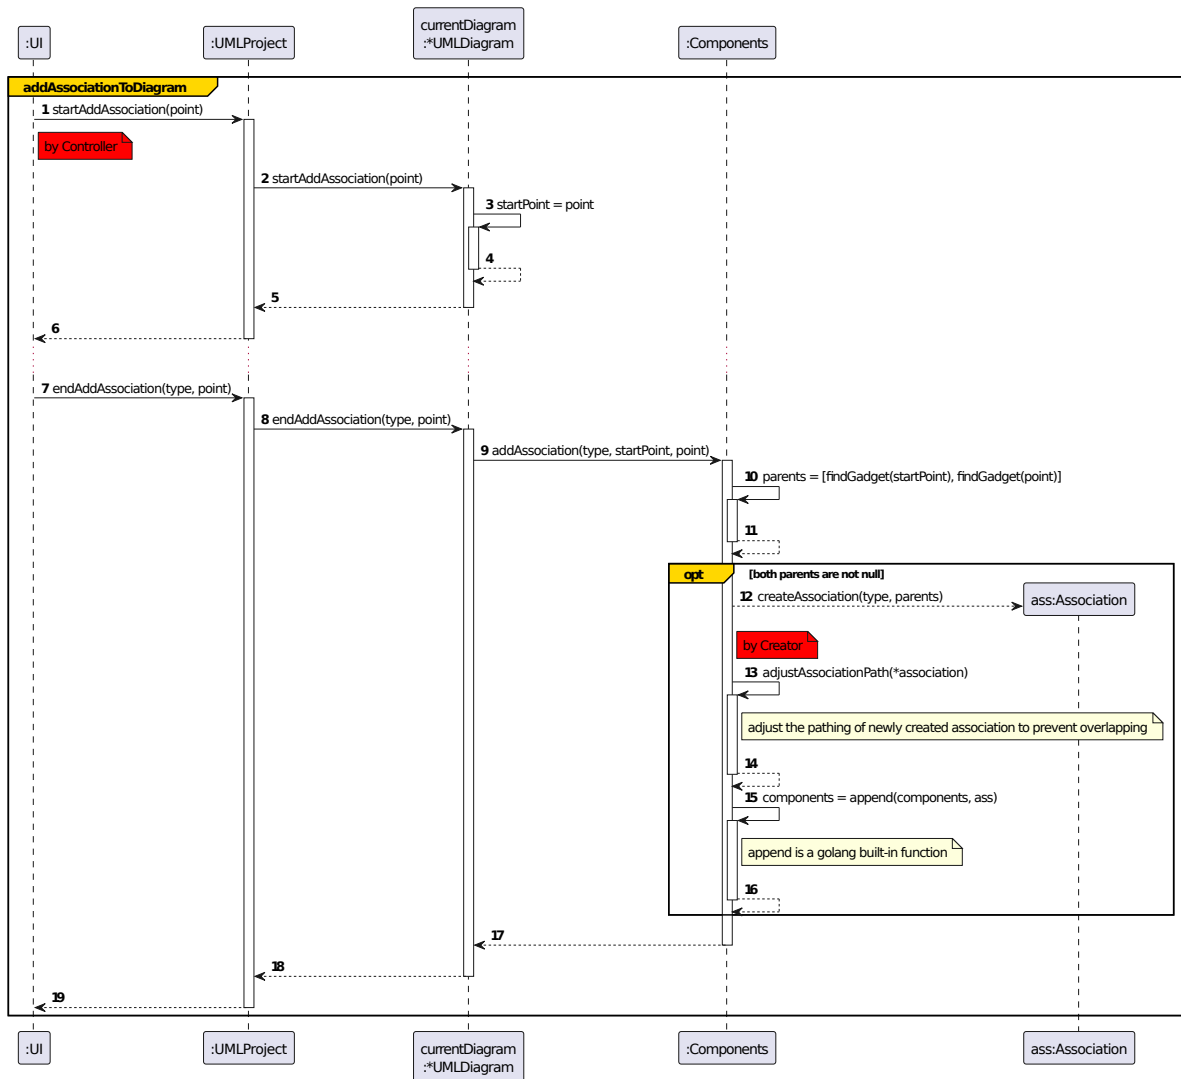 :UI
:UMLProject
currentDiagram
:*UMLDiagram
:Components
addAssociationToDiagram
1 startAddAssociation(point)
by Controller
2 startAddAssociation(point)
3 startPoint = point
4
5
6
7 endAddAssociation(type, point)
8 endAddAssociation(type, point)
9 addAssociation(type, startPoint, point)
10 parents = [findGadget(startPoint), findGadget(point)]
11
opt [both parents are not null]
12 createAssociation(type, parents)
ass:Association
by Creator
13 adjustAssociationPath(*association)
adjust the pathing of newly created association to prevent overlapping
14
15 components = append(components, ass)
append is a golang built-in function
16
17
18
19
:UI
:UMLProject
currentDiagram
:*UMLDiagram
:Components
ass:Association